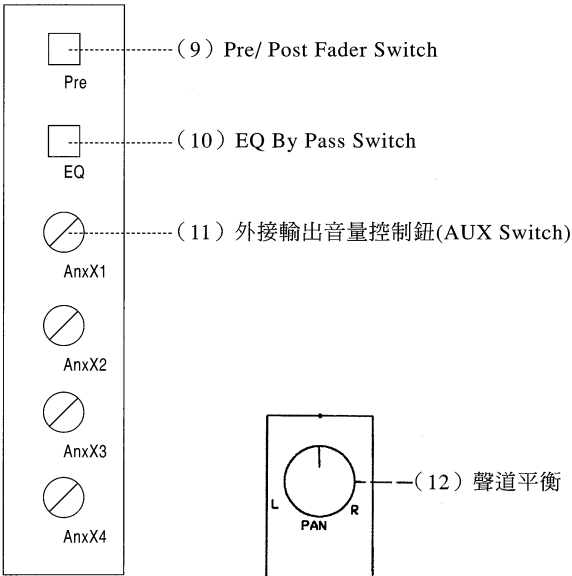 （9）Pre/ Post Fader Switch
Pre
（10）EQ By Pass Switch
EQ
（11）外接輸出音量控制鈕(AUX Switch)
AnxX1
AnxX2
AnxX3
AnxX4
（12）聲道平衡
L
R
PAN